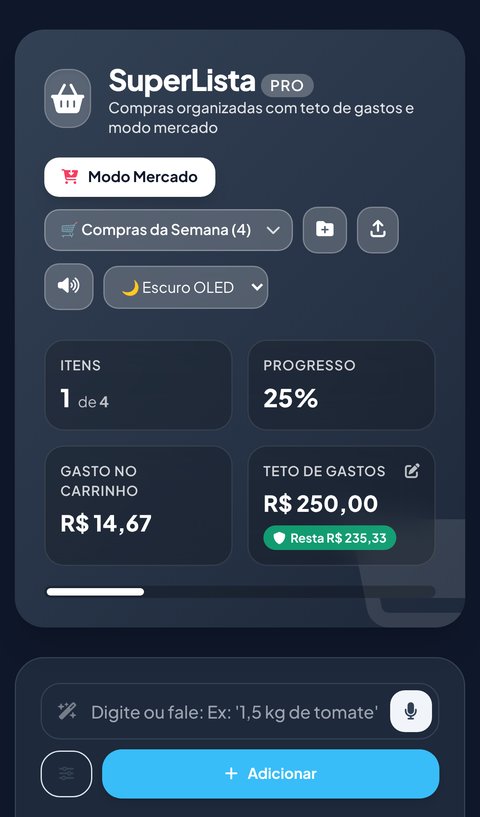 SuperLista PRO
Compras organizadas com teto de gastos e
modo mercado
Modo Mercado
🛒 Compras da Semana (4)
🌙 Escuro OLED
ITENS
1 de 4
PROGRESSO
25%
GASTO NO
CARRINHO
R$ 14,67
TETO DE GASTOS
R$ 250,00
Resta R$ 235,33
Digite ou fale: Ex: '1,5 kg de tomate'
+ Adicionar